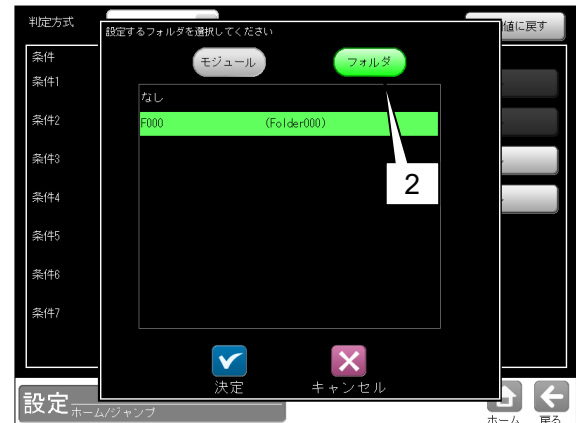 判定方式
値に戻す
設定するフォルダを選択してください
モジュール
フォルダ
条件
条件1
条件2
条件3
条件4
条件5
条件6
条件7
なし
F000 (Folder000)
2
決定
キャンセル
設定 ホーム/ジャンプ
ホーム
戻る